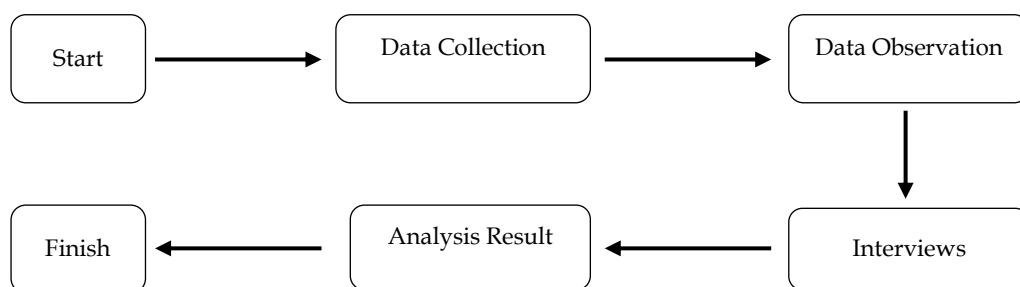 Start
Data Collection
Data Observation
Interviews
Analysis Result
Finish